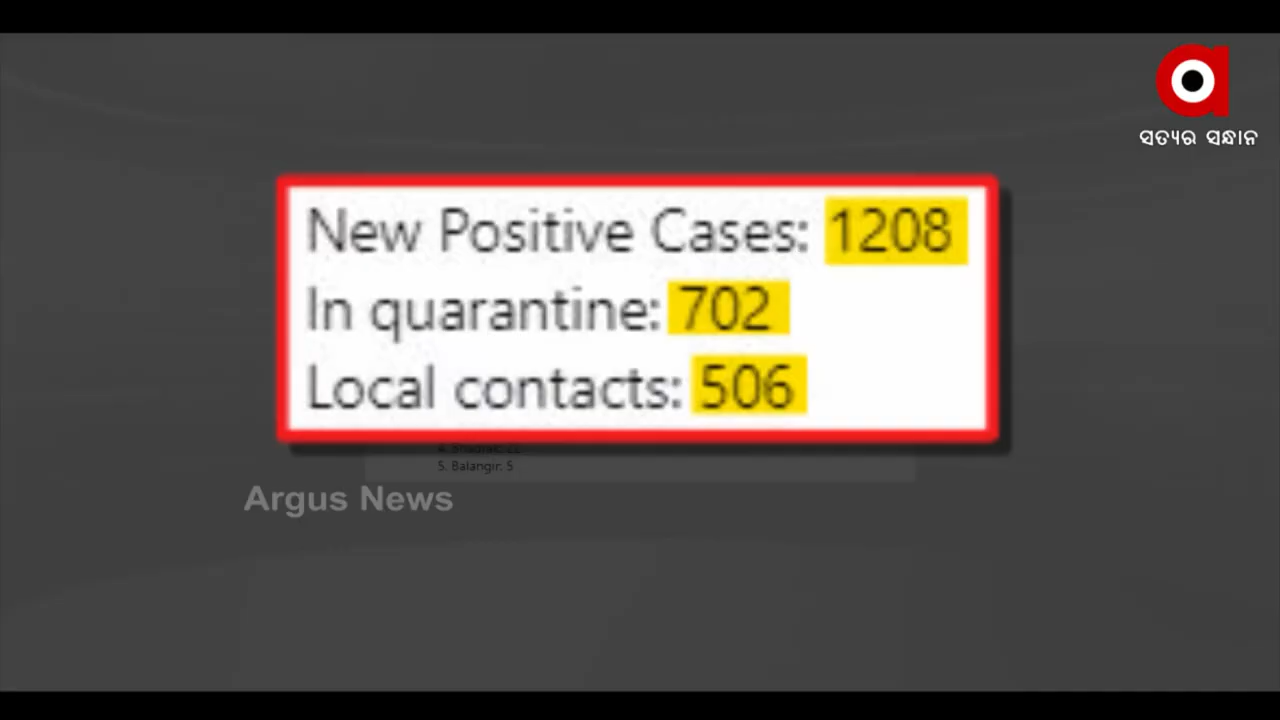 ସତ୍ୟର ସନ୍ଧାନ
New Positive Cases: 1208
In quarantine: 702
Local contacts: 506
5. Balangir: 5
Argus News